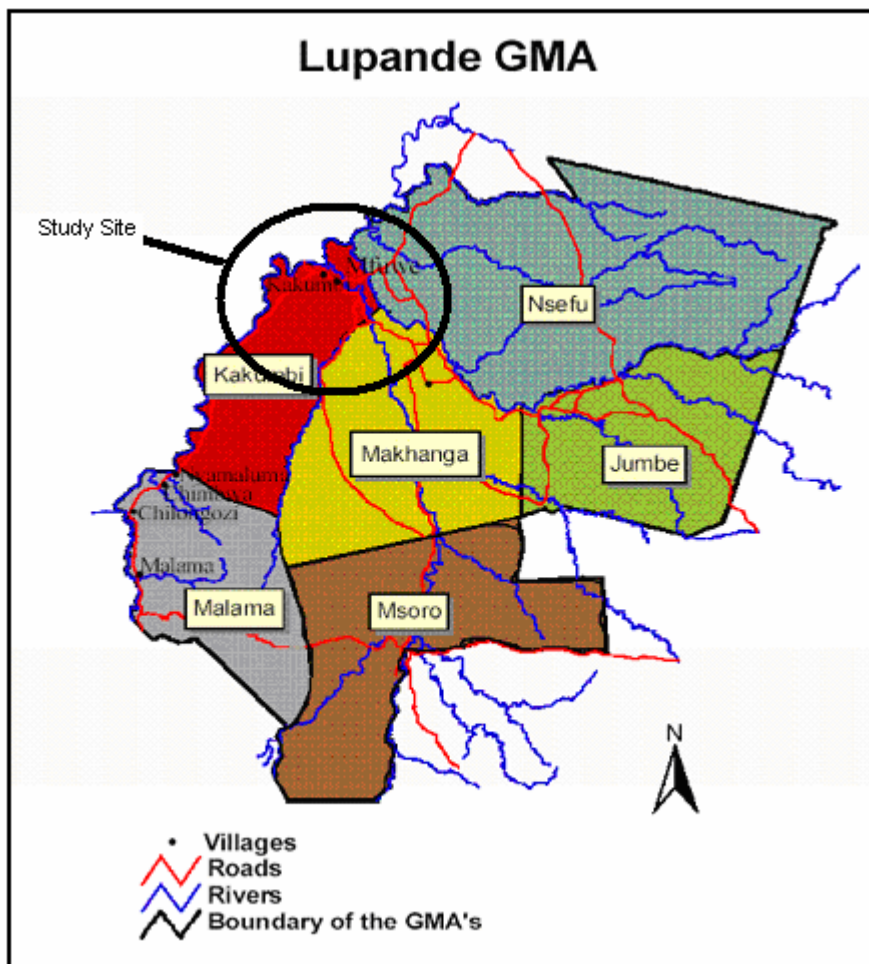 Lupande GMA
Study Site
Mfuwe
Kakumbi
Nsefu
Makhanga
Jumbe
Nyamaluma
Chilongozi
Malama
Malama
Msoro
N
Villages
Roads
Rivers
Boundary of the GMA's